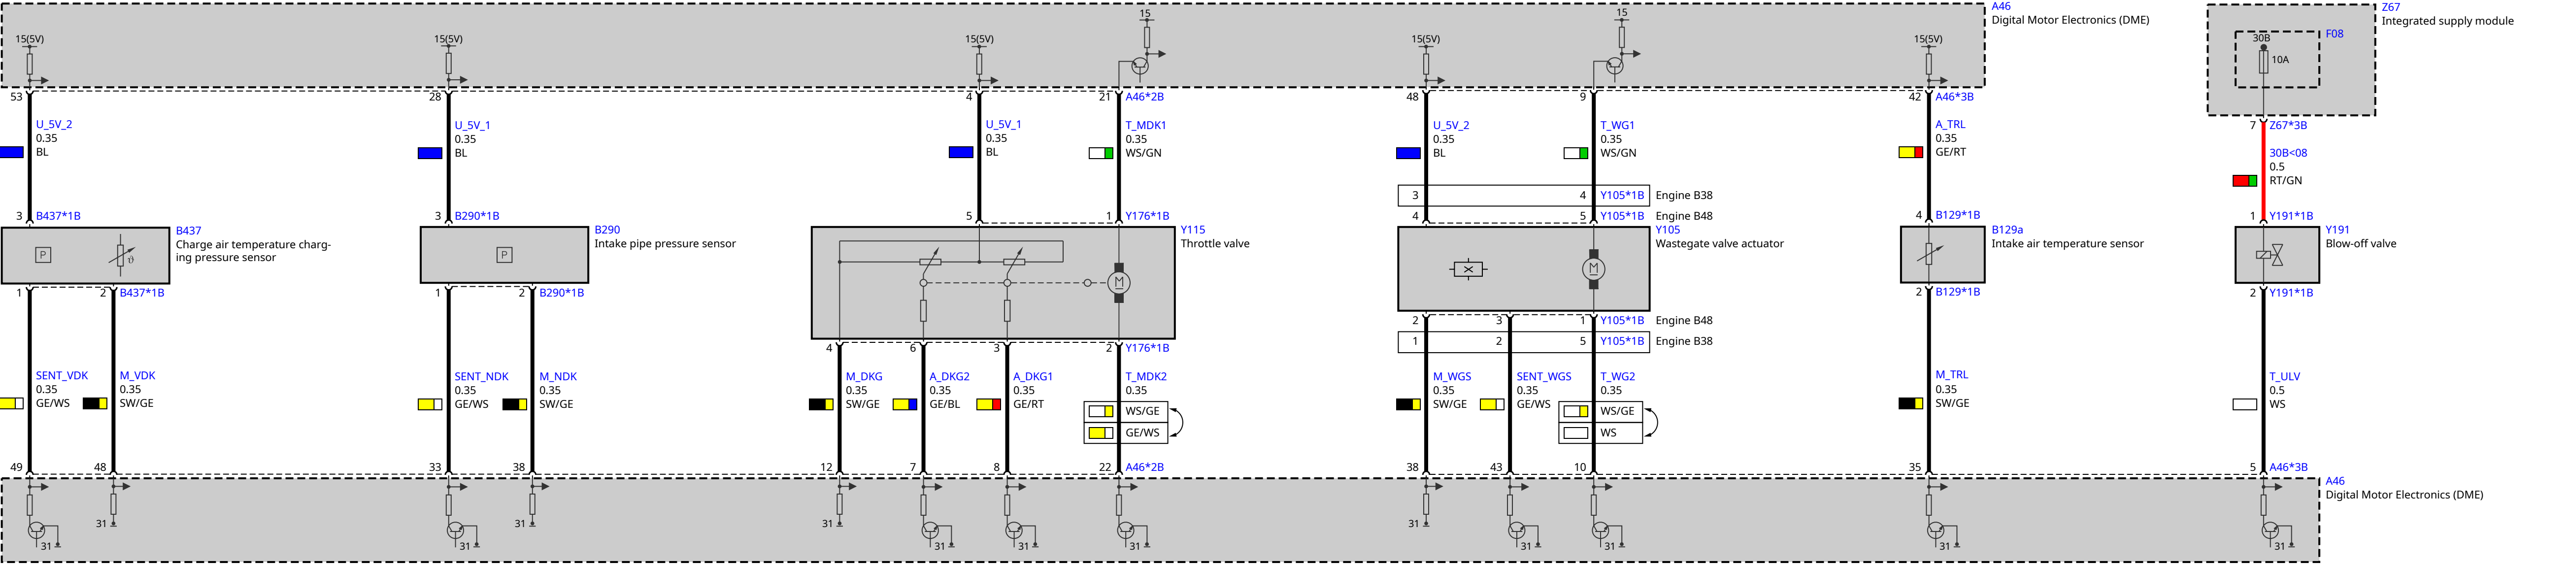 A46
Digital Motor Electronics (DME)
Z67
Integrated supply module
15
15
F08
15(5V)
15(5V)
15(5V)
15(5V)
15(5V)
30B
10A
53
28
4
21
A46*2B
48
9
42
A46*3B
7
Z67*3B
U_5V_2
0.35
BL
U_5V_1
0.35
BL
U_5V_1
0.35
BL
T_MDK1
0.35
WS/GN
U_5V_2
0.35
BL
T_WG1
0.35
WS/GN
A_TRL
0.35
GE/RT
30B<08
0.5
RT/GN
3
4
Y105*1B
Engine B38
3
B437*1B
3
B290*1B
5
1
Y176*1B
4
5
Y105*1B
Engine B48
4
B129*1B
1
Y191*1B
B437
Charge air temperature charg-
ing pressure sensor
P
ϑ
B290
Intake pipe pressure sensor
P
Y115
Throttle valve
M
Y105
Wastegate valve actuator
X
M
B129a
Intake air temperature sensor
Y191
Blow-off valve
1
2
B437*1B
1
2
B290*1B
2
B129*1B
2
Y191*1B
2
3
1
Y105*1B
Engine B48
1
2
5
Y105*1B
Engine B38
4
6
3
2
Y176*1B
SENT_VDK
0.35
GE/WS
M_VDK
0.35
SW/GE
SENT_NDK
0.35
GE/WS
M_NDK
0.35
SW/GE
M_DKG
0.35
SW/GE
A_DKG2
0.35
GE/BL
A_DKG1
0.35
GE/RT
T_MDK2
0.35
WS/GE
GE/WS
M_WGS
0.35
SW/GE
SENT_WGS
0.35
GE/WS
T_WG2
0.35
WS/GE
WS
M_TRL
0.35
SW/GE
T_ULV
0.5
WS
49
48
33
38
12
7
8
22
A46*2B
38
43
10
35
5
A46*3B
A46
Digital Motor Electronics (DME)
31
31
31
31
31
31
31
31
31
31
31
31
31